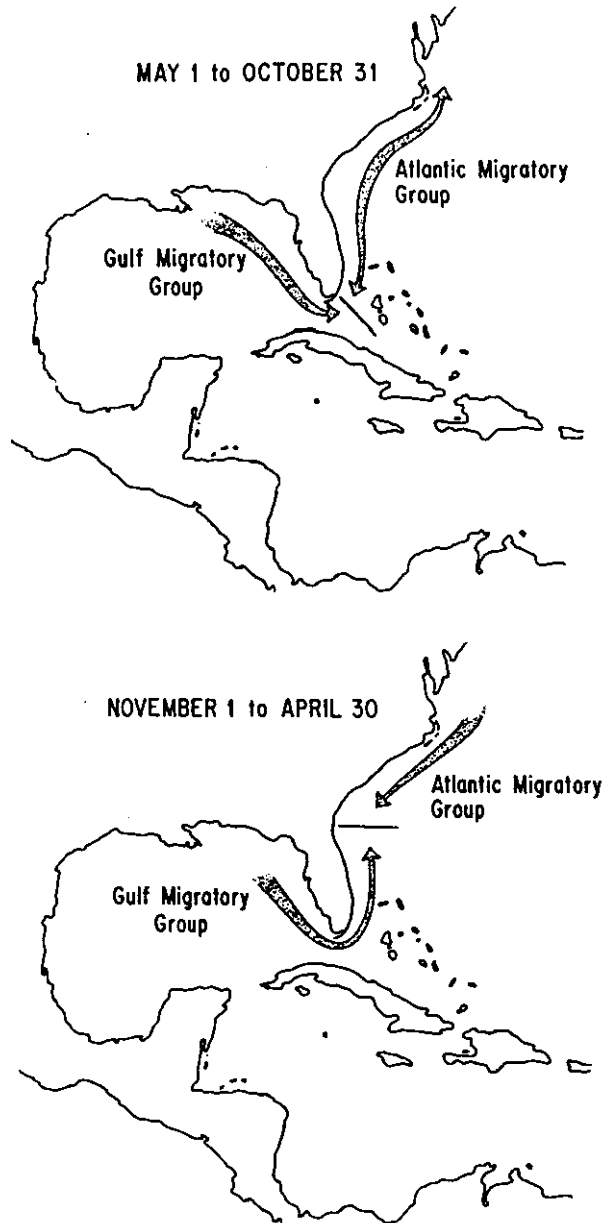 MAY 1 to OCTOBER 31
Atlantic Migratory
Group
Gulf Migratory
Group
NOVEMBER 1 to APRIL 30
Atlantic Migratory
Group
Gulf Migratory
Group